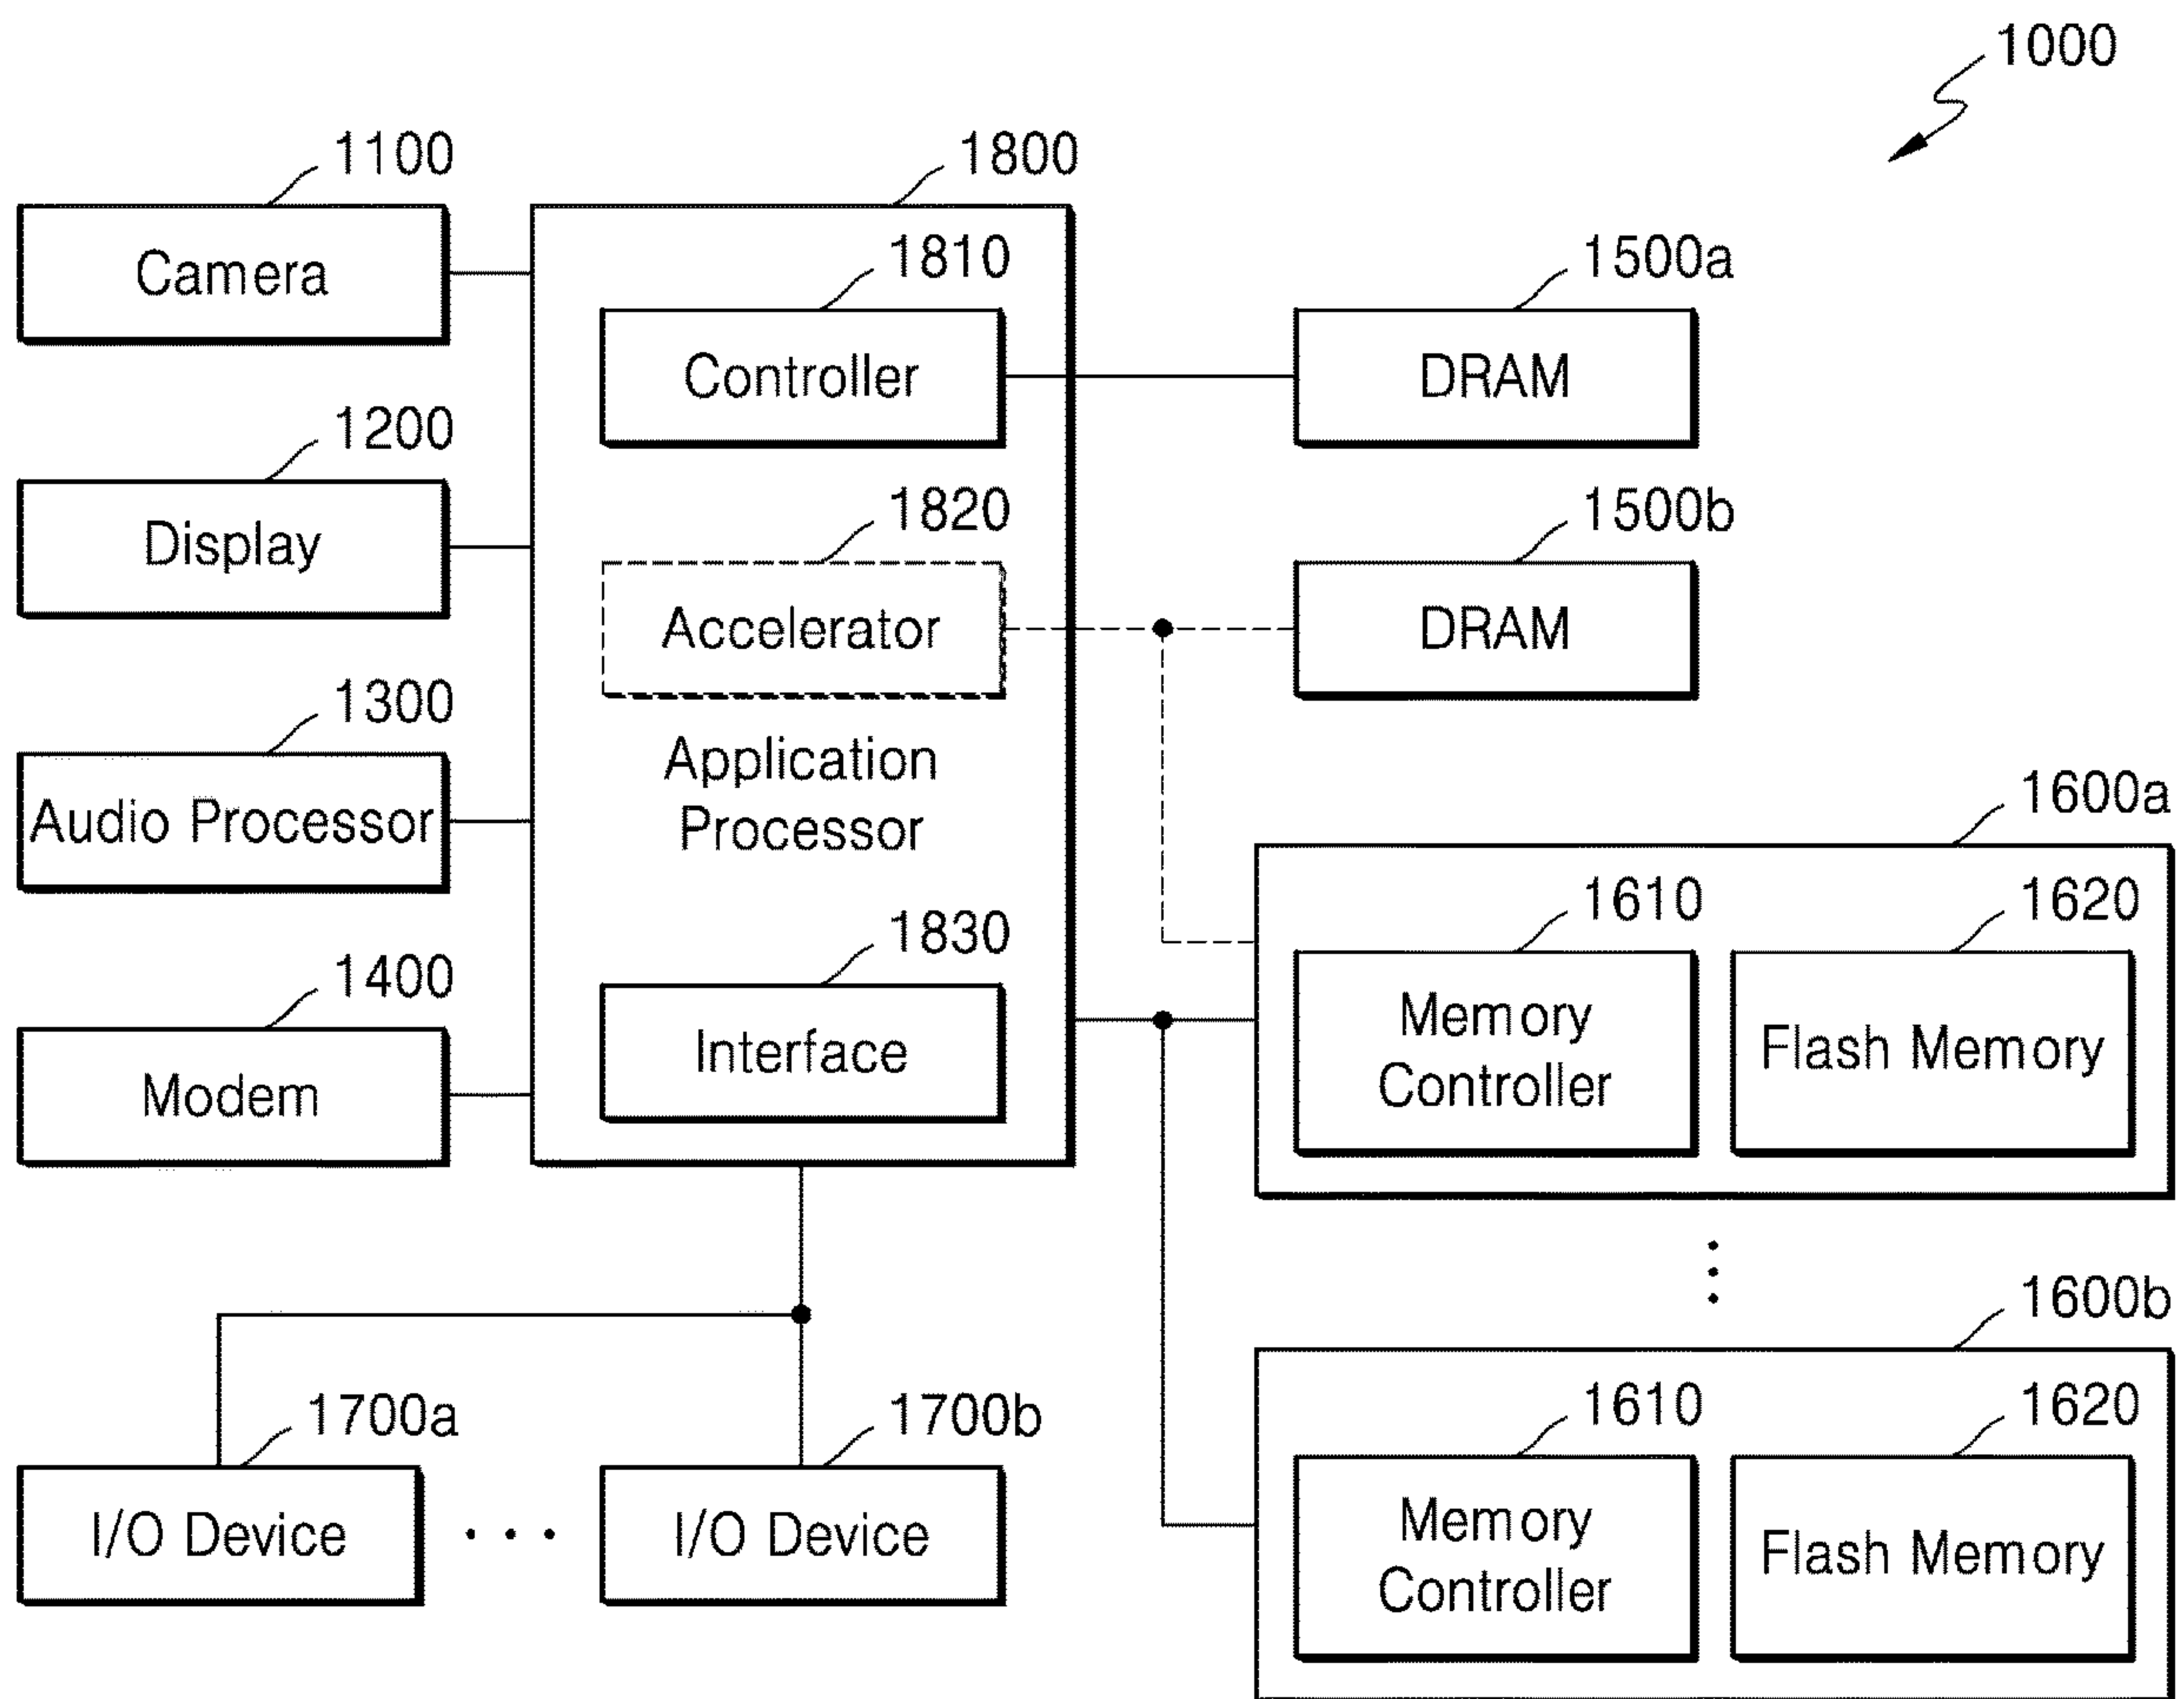 1000
1100
Camera
1200
Display
1300
Audio Processor
1400
Modem
1800
1810
Controller
1820
Accelerator
Application
Processor
1830
Interface
1500a
DRAM
1500b
DRAM
1600a
1610
Memory
Controller
1620
Flash Memory
1600b
1610
Memory
Controller
1620
Flash Memory
1700a
I/O Device
1700b
I/O Device